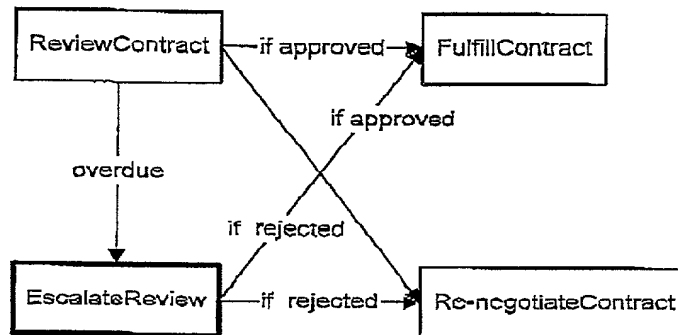 ReviewContract
if approved
FulfillContract
if approved
overdue
if rejected
EscalateReview
if rejected
Re-negotiateContract